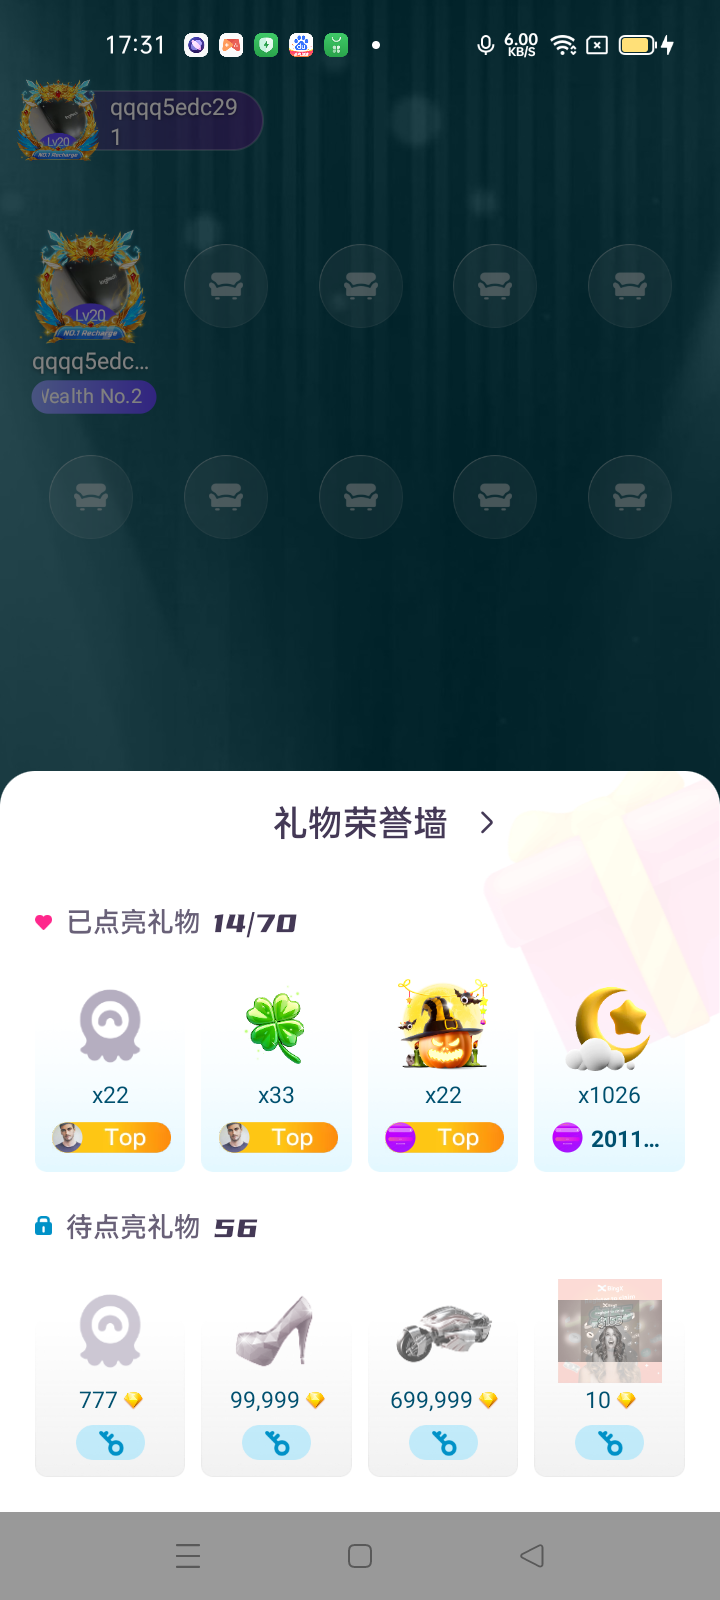 17:31
6.00
KB/S
qqqq5edc29
1
Lv20
NO.1 Recharge
Lv20
NO.1 Recharge
qqqq5edc...
Wealth No.2
礼物荣誉墙
已点亮礼物 14/70
x22
x33
x22
x1026
Top
Top
Top
2011...
待点亮礼物 56
777
99,999
699,999
10